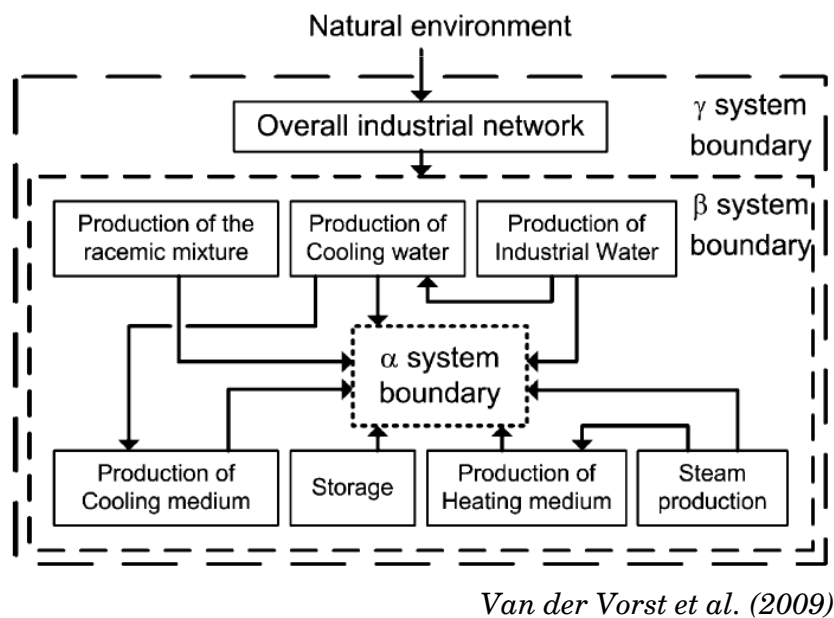 Natural environment
Overall industrial network
γ system
boundary
β system
boundary
Production of the
racemic mixture
Production of
Cooling water
Production of
Industrial Water
α system
boundary
Production of
Cooling medium
Storage
Production of
Heating medium
Steam
production
Van der Vorst et al. (2009)